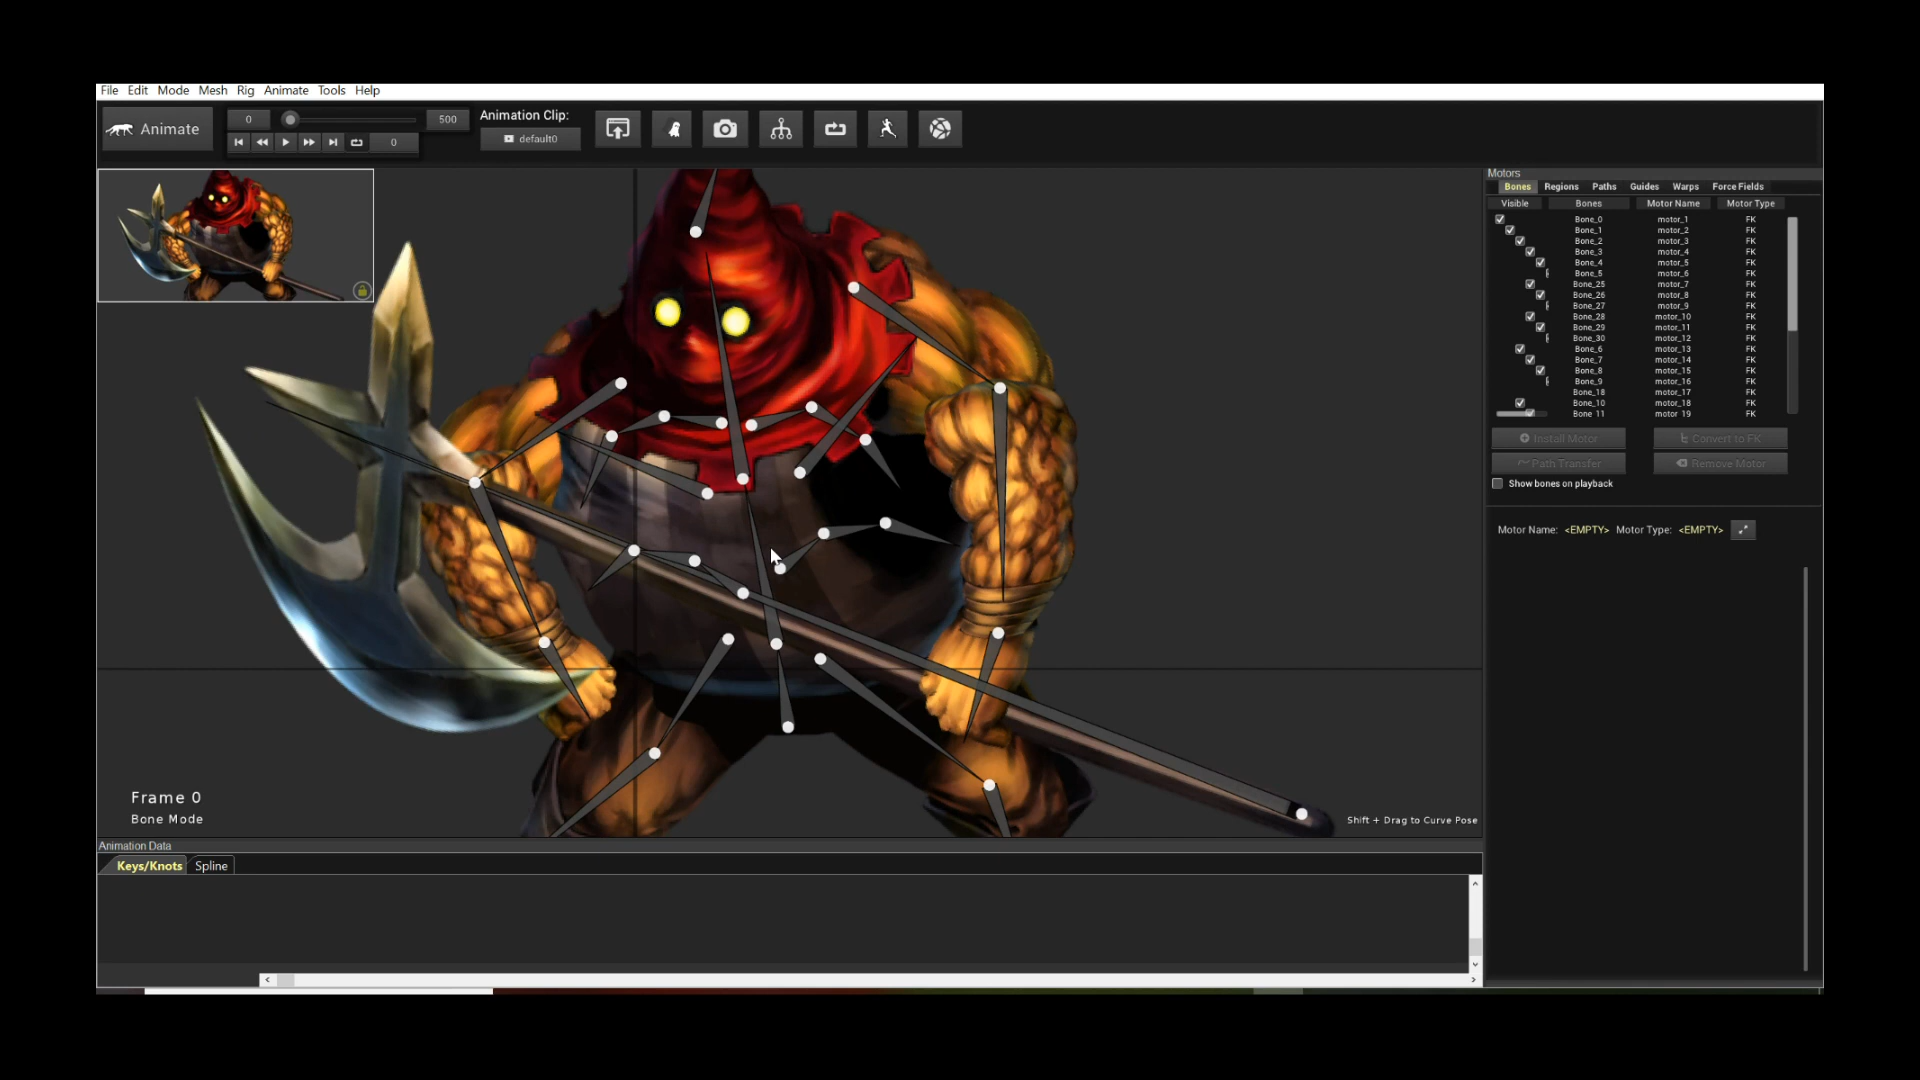 File Edit Mode Mesh Rig Animate Tools Help
Animate
0
500
0
Animation Clip:
default0
Motors
Bones Regions Paths Guides Warps Force Fields
Visible Bones Motor Name Motor Type
Bone_0 motor_1 FK
Bone_1 motor_2 FK
Bone_2 motor_3 FK
Bone_3 motor_4 FK
Bone_4 motor_5 FK
Bone_5 motor_6 FK
Bone_25 motor_7 FK
Bone_26 motor_8 FK
Bone_27 motor_9 FK
Bone_28 motor_10 FK
Bone_29 motor_11 FK
Bone_30 motor_12 FK
Bone_6 motor_13 FK
Bone_7 motor_14 FK
Bone_8 motor_15 FK
Bone_9 motor_16 FK
Bone_18 motor_17 FK
Bone_10 motor_18 FK
Bone_11 motor_19 FK
Install Motor Convert to FK
Path Transfer Remove Motor
Show bones on playback
Motor Name: <EMPTY> Motor Type: <EMPTY>
Frame 0
Bone Mode
Shift + Drag to Curve Pose
Animation Data
Keys/Knots Spline